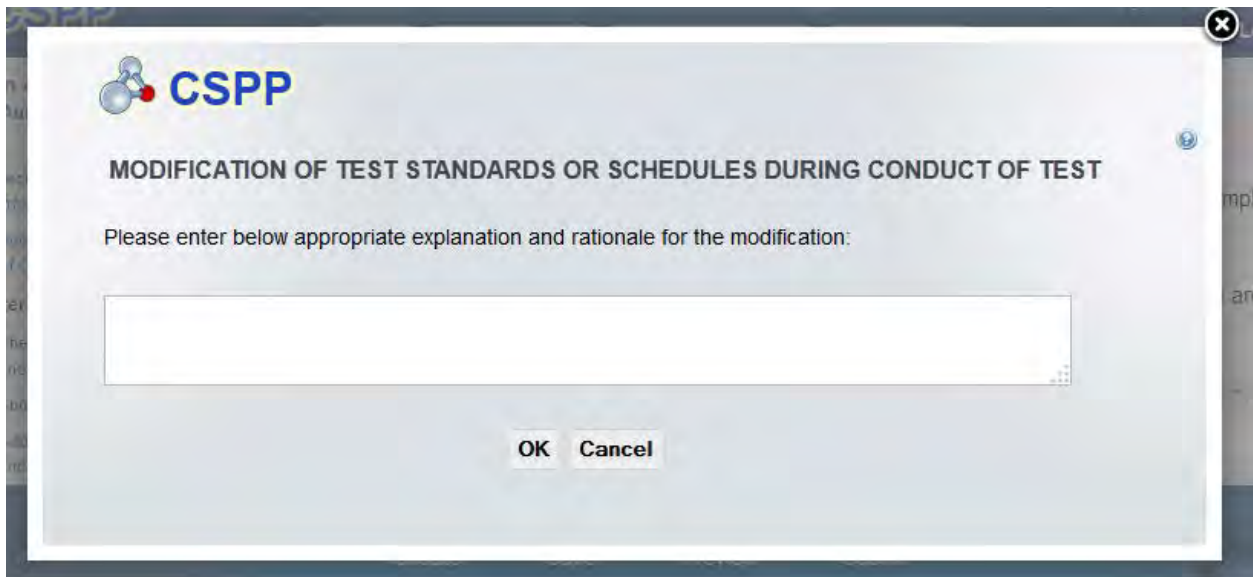 CSPP
MODIFICATION OF TEST STANDARDS OR SCHEDULES DURING CONDUCT OF TEST
Please enter below appropriate explanation and rationale for the modification:
OK Cancel